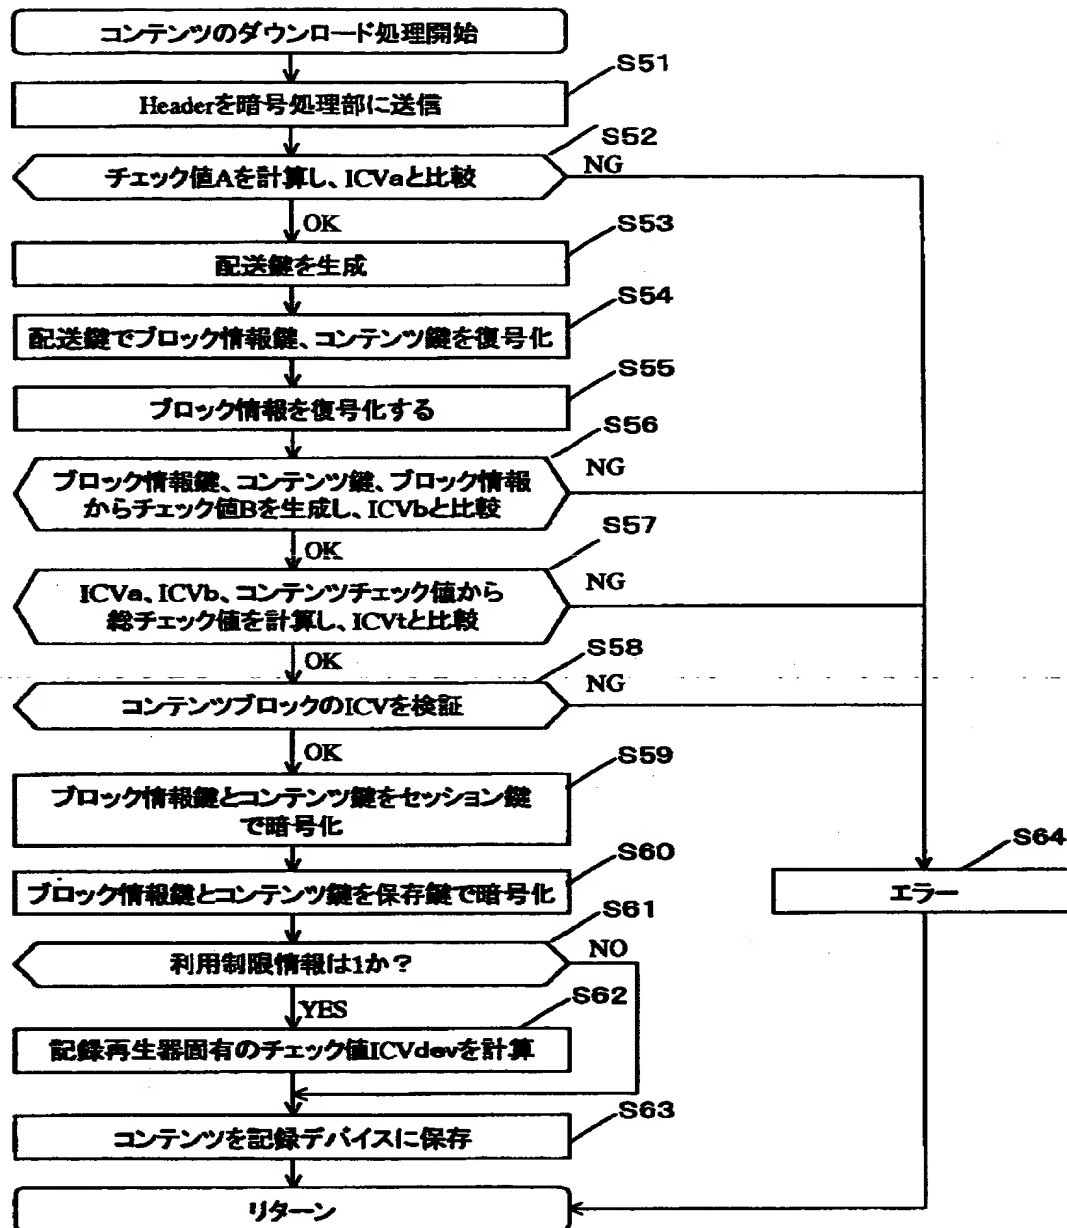 コンテンツのダウンロード処理開始
S51
Headerを暗号処理部に送信
S52
チェック値Aを計算し、ICVaと比較
NG
OK
S53
配送鍵を生成
S54
配送鍵でブロック情報鍵、コンテンツ鍵を復号化
S55
ブロック情報を復号化する
S56
ブロック情報鍵、コンテンツ鍵、ブロック情報
からチェック値Bを生成し、ICVbと比較
NG
OK
S57
ICVa、ICVb、コンテンツチェック値から
総チェック値を計算し、ICVtと比較
NG
OK
S58
コンテンツブロックのICVを検証
NG
OK
S59
ブロック情報鍵とコンテンツ鍵をセッション鍵
で暗号化
S60
ブロック情報鍵とコンテンツ鍵を保存鍵で暗号化
S64
エラー
S61
利用制限情報は1か？
NO
YES
S62
記録再生器固有のチェック値ICVdevを計算
S63
コンテンツを記録デバイスに保存
リターン